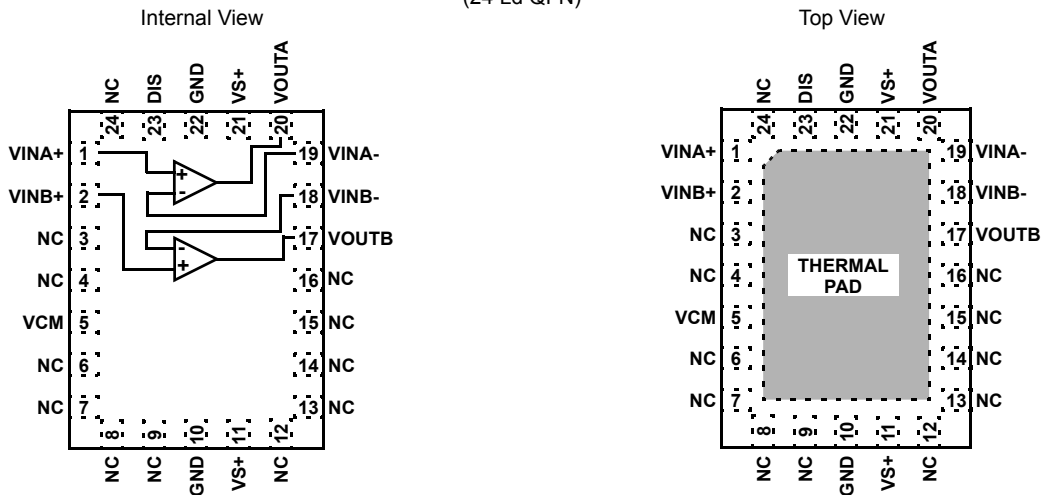 (24 Ld QFN)
Internal View
NC DIS GND VS+ VOUTA
24 23 22 21 20
VINA+ 1 + 19 VINA-
VINB+ 2 - 18 VINB-
NC 3 - 17 VOUTB
NC 4 + 16 NC
VCM 5 15 NC
NC 6 14 NC
NC 7 13 NC
8 9 10 11 12
NC NC GND VS+ NC
Top View
NC DIS GND VS+ VOUTA
24 23 22 21 20
VINA+ 1 19 VINA-
VINB+ 2 18 VINB-
NC 3 17 VOUTB
NC 4 THERMAL 16 NC
PAD
VCM 5 15 NC
NC 6 14 NC
NC 7 13 NC
8 9 10 11 12
NC NC GND VS+ NC